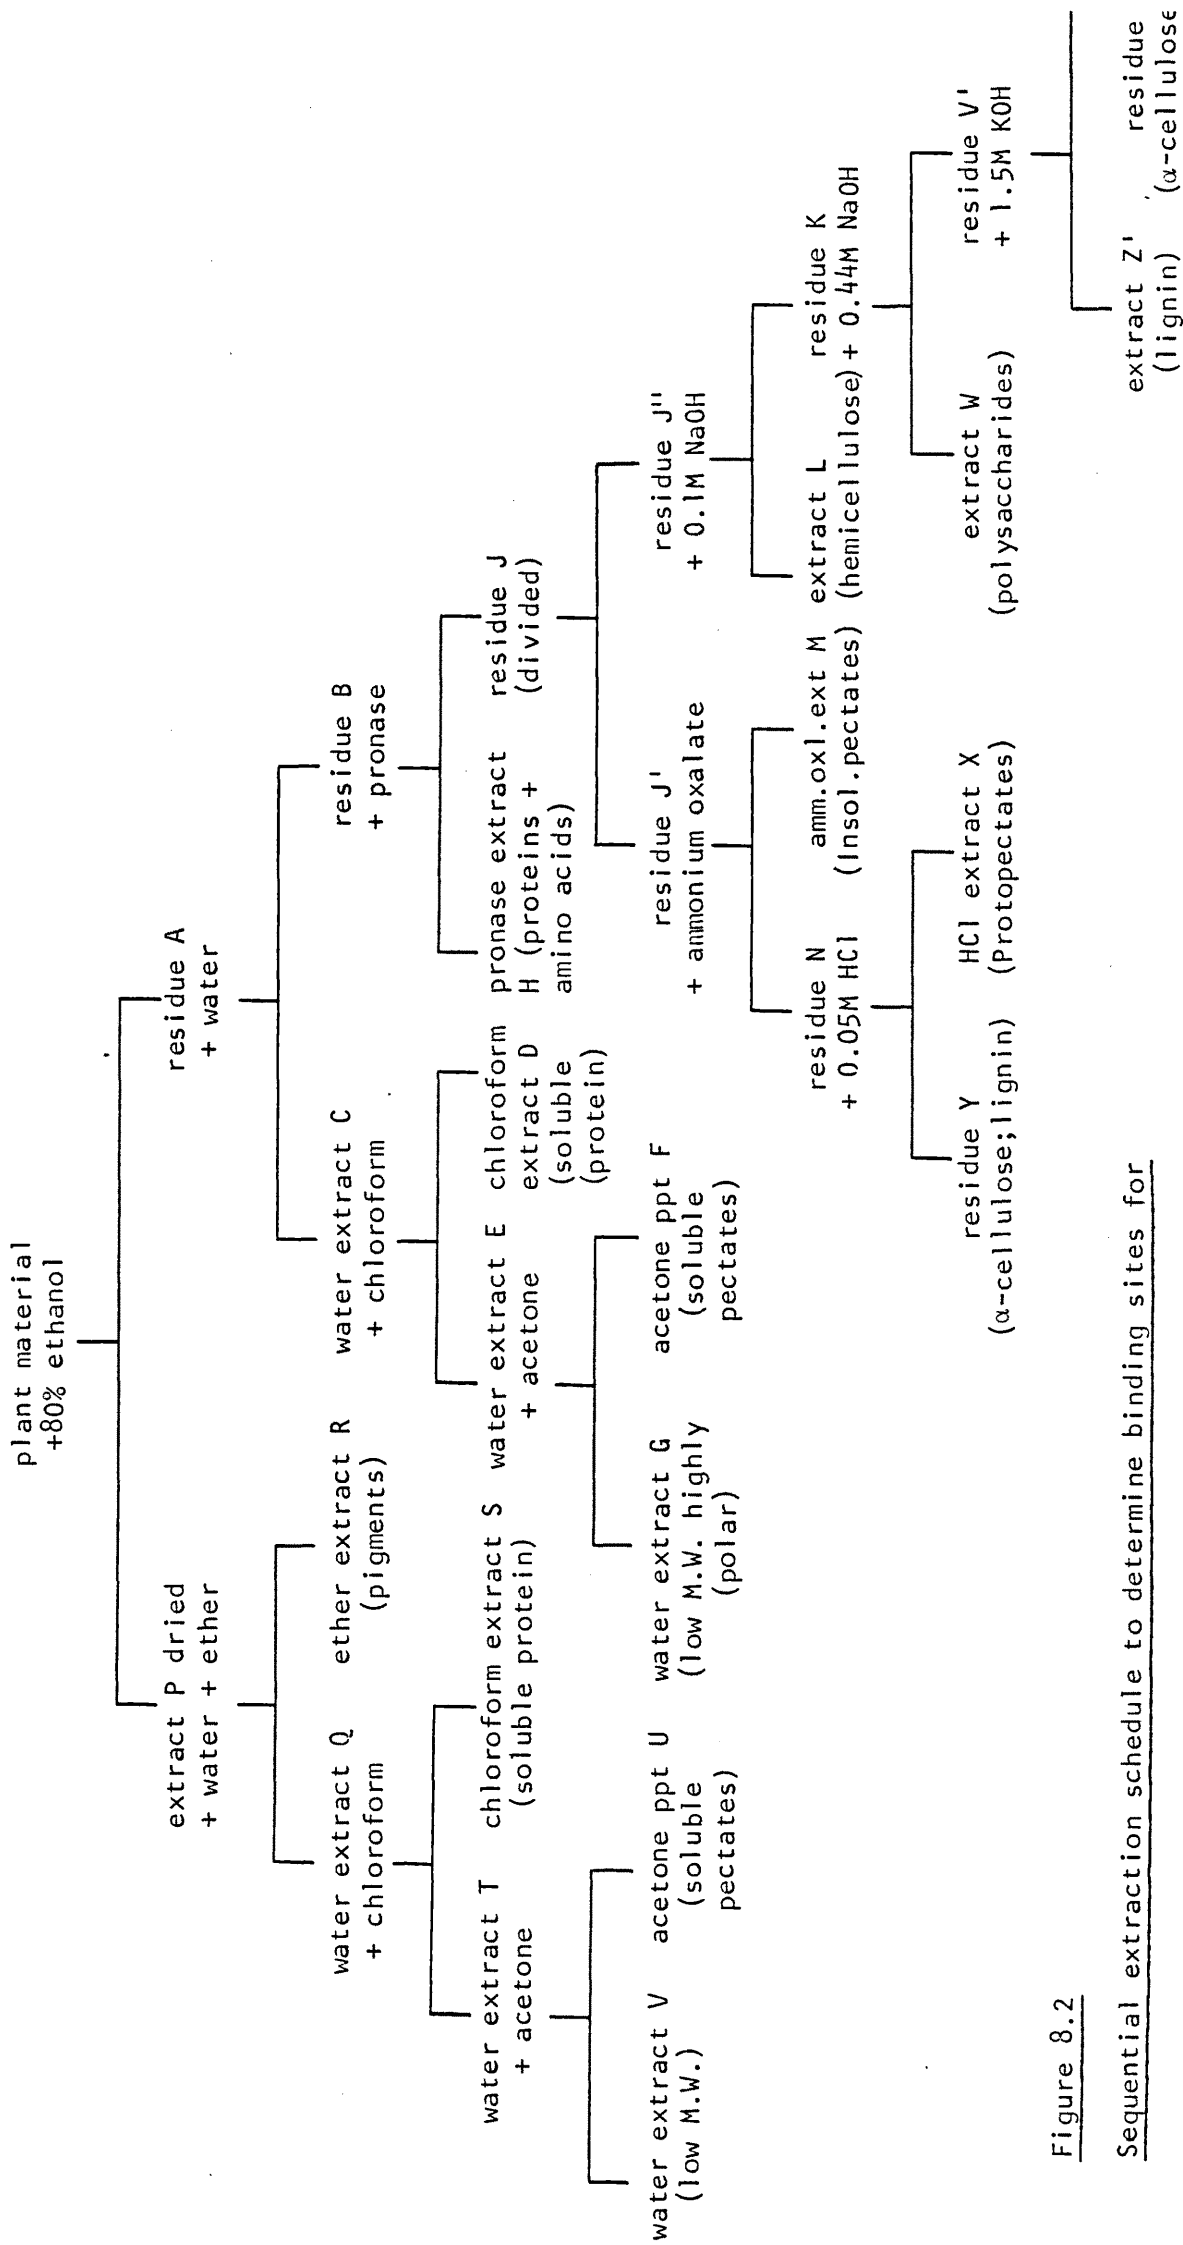 plant material
+80% ethanol
extract P dried
+ water + ether
residue A
+ water
water extract Q
+ chloroform
ether extract R
(pigments)
water extract C
+ chloroform
residue B
+ pronase
water extract T
+ acetone
chloroform extract S
(soluble protein)
water extract E
+ acetone
chloroform
extract D
(soluble
(protein)
pronase extract
H (proteins +
amino acids)
residue J
(divided)
water extract V
(low M.W.)
acetone ppt U
(soluble
pectates)
water extract G
(low M.W. highly
(polar)
acetone ppt F
(soluble
pectates)
residue J'
+ ammonium oxalate
residue J''
+ 0.1M NaOH
residue N
+ 0.05M HCl
amm.oxl.ext M
(Insol.pectates)
extract L
(hemicellulose)
residue K
+ 0.44M NaOH
residue Y
(α-cellulose;lignin)
HCl extract X
(Protopectates)
extract W
(polysaccharides)
residue V'
+ 1.5M KOH
extract Z'
(lignin)
residue
(α-cellulose
Figure 8.2
Sequential extraction schedule to determine binding sites for